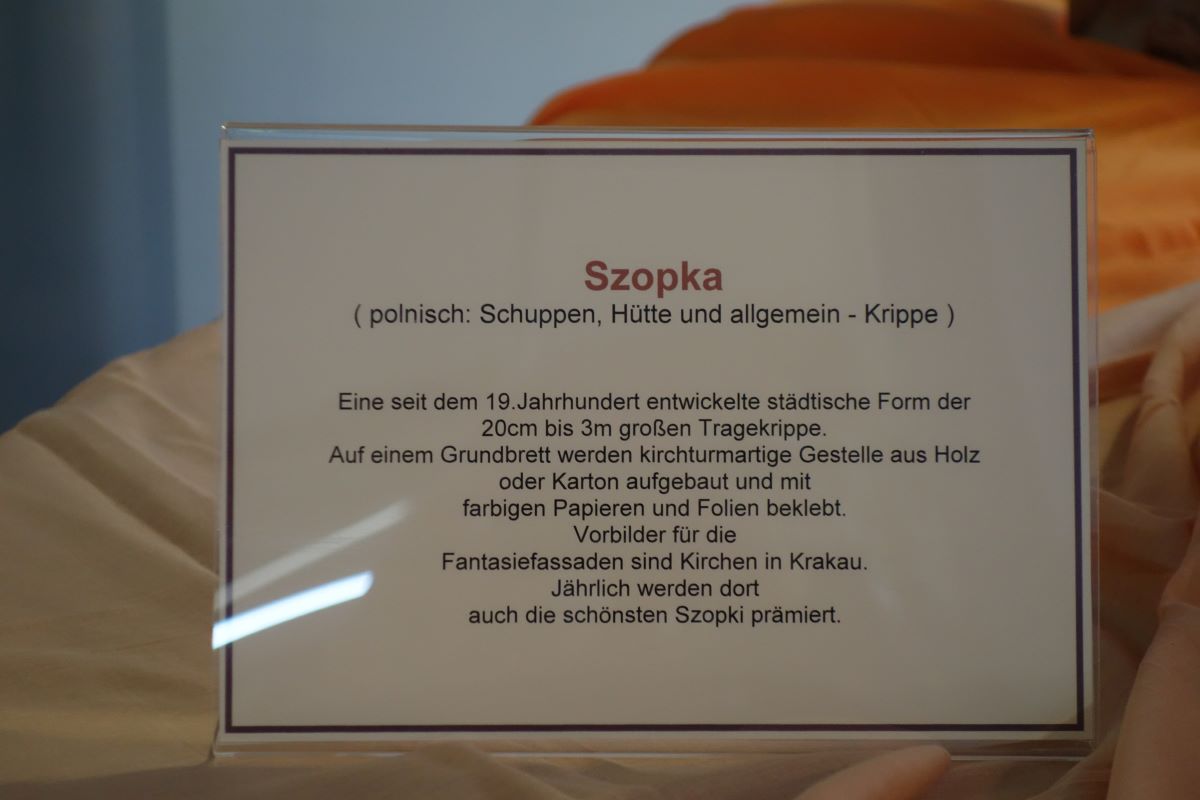 Szopka
( polnisch: Schuppen, Hütte und allgemein - Krippe )
Eine seit dem 19.Jahrhundert entwickelte städtische Form der
20cm bis 3m großen Tragekrippe.
Auf einem Grundbrett werden kirchturmartige Gestelle aus Holz
oder Karton aufgebaut und mit
farbigen Papieren und Folien beklebt.
Vorbilder für die
Fantasiefassaden sind Kirchen in Krakau.
Jährlich werden dort
auch die schönsten Szopki prämiert.